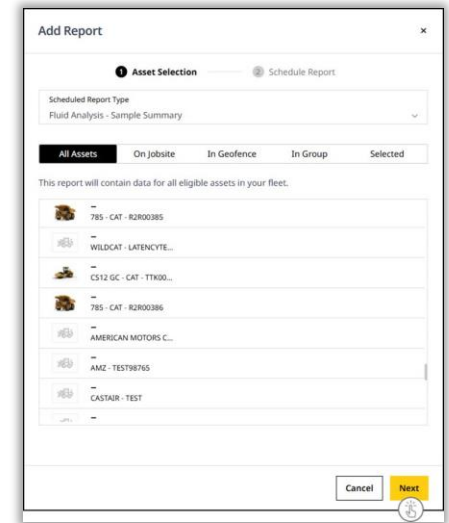 Add Report
×
1 Asset Selection 2 Schedule Report
Scheduled Report Type
Fluid Analysis - Sample Summary
All Assets On Jobsite In Geofence In Group Selected
This report will contain data for all eligible assets in your fleet.
–
785 - CAT - R2R00385
–
WILDCAT - LATENCYTE...
–
CS12 GC - CAT - TTK00...
–
785 - CAT - R2R00386
–
AMERICAN MOTORS C...
–
AMZ - TEST98765
–
CASTAIR - TEST
–
Cancel Next